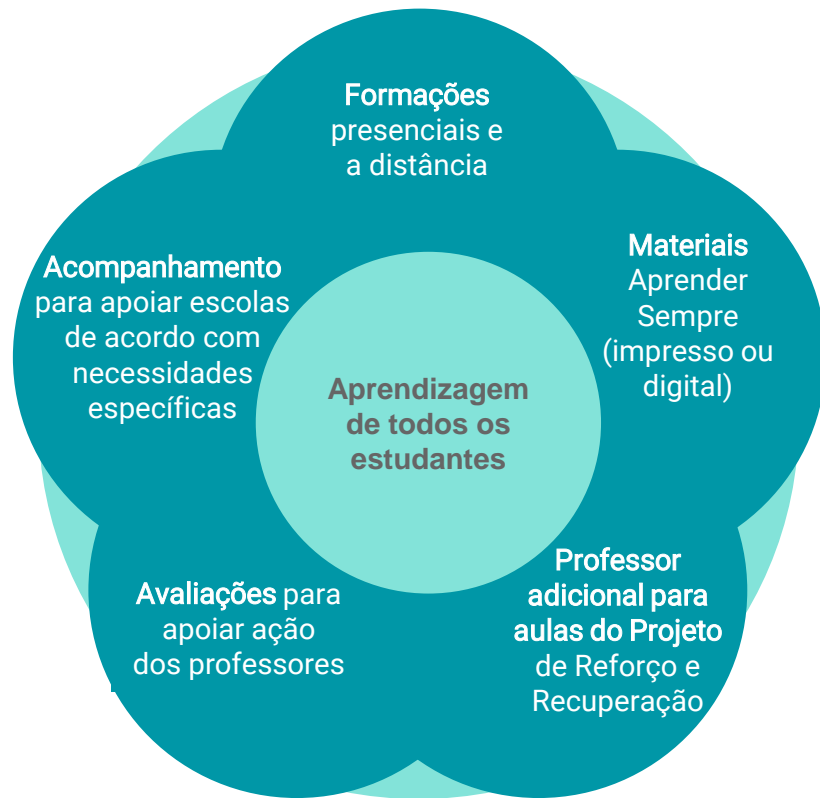 Formações
presenciais e
a distância
Materiais
Aprender
Sempre
(impresso ou
digital)
Professor
adicional para
aulas do Projeto
de Reforço e
Recuperação
Avaliações para
apoiar ação
dos professores
Acompanhamento
para apoiar escolas
de acordo com
necessidades
específicas
Aprendizagem
de todos os
estudantes